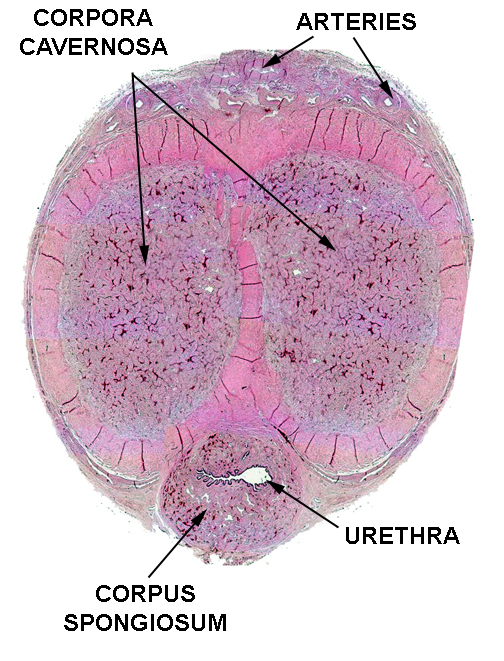 CORPORA
CAVERNOSA
ARTERIES
URETHRA
CORPUS
SPONGIOSUM